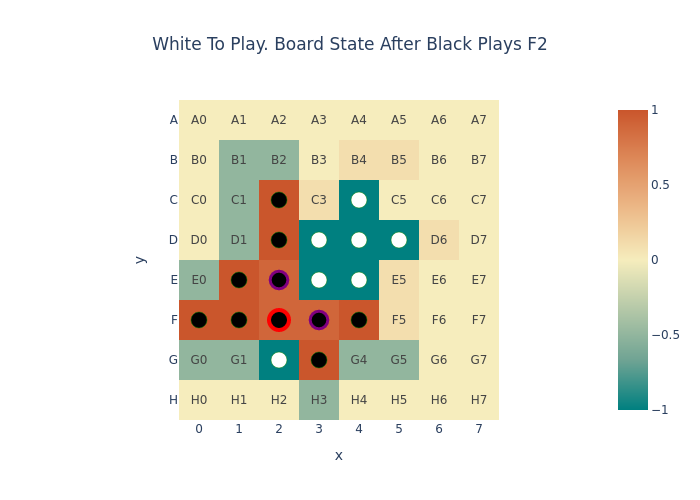 White To Play. Board State After Black Plays F2
A A0 A1 A2 A3 A4 A5 A6 A7
B B0 B1 B2 B3 B4 B5 B6 B7
C C0 C1 C3 C5 C6 C7
D D0 D1 D6 D7
E E0 E5 E6 E7
F F5 F6 F7
G G0 G1 G4 G5 G6 G7
H H0 H1 H2 H3 H4 H5 H6 H7
0 1 2 3 4 5 6 7
x
y
1
0.5
0
−0.5
−1